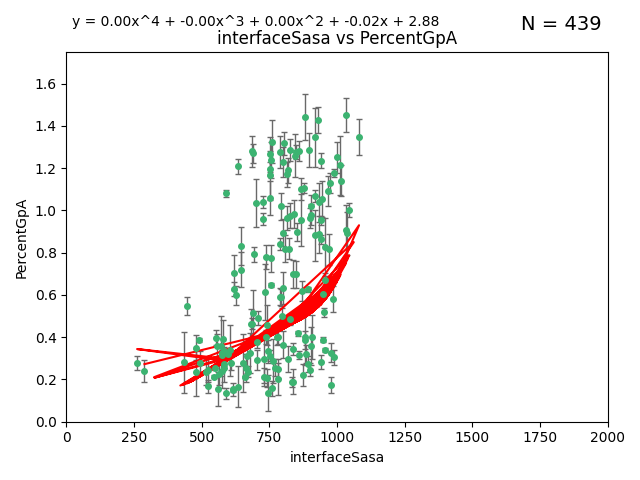 y = 0.00x^4 + -0.00x^3 + 0.00x^2 + -0.02x + 2.88
N = 439
interfaceSasa vs PercentGpA
PercentGpA
1.6
1.4
1.2
1.0
0.8
0.6
0.4
0.2
0.0
0 250 500 750 1000 1250 1500 1750 2000
interfaceSasa